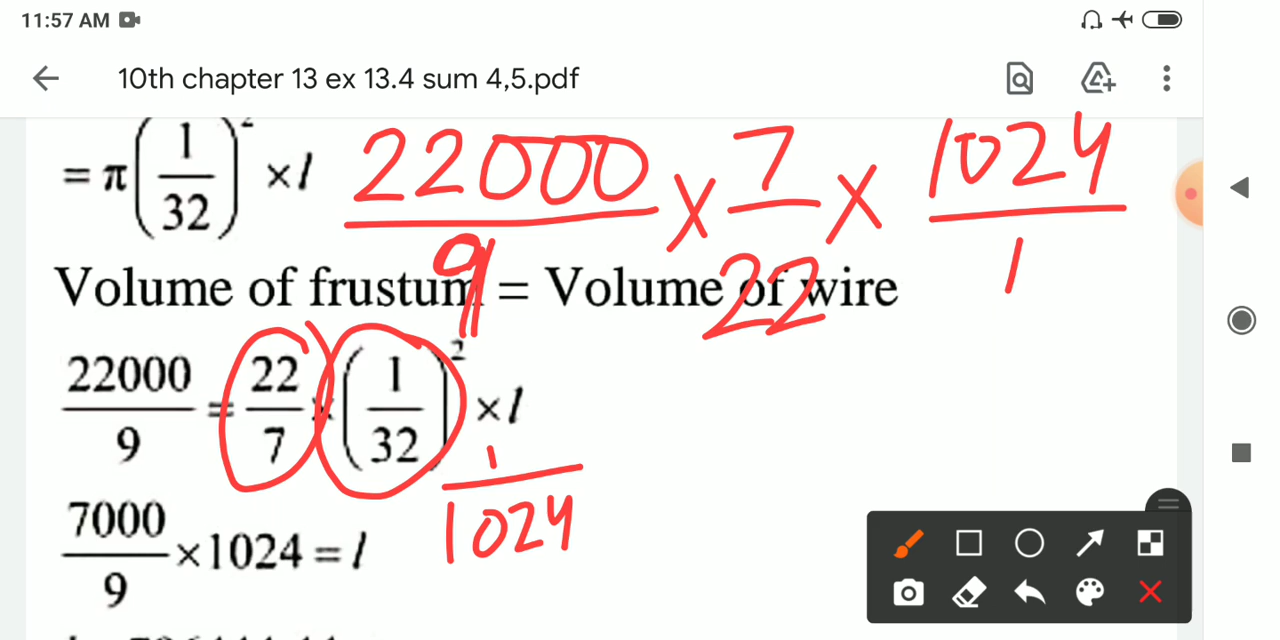 11:57 AM
10th chapter 13 ex 13.4 sum 4,5.pdf
= π(1/32)² × l
22000/9 × 7/22 × 1024/1
Volume of frustum = Volume of wire
22000/9 = 22/7 × (1/32)² × l
1/1024
7000/9 × 1024 = l